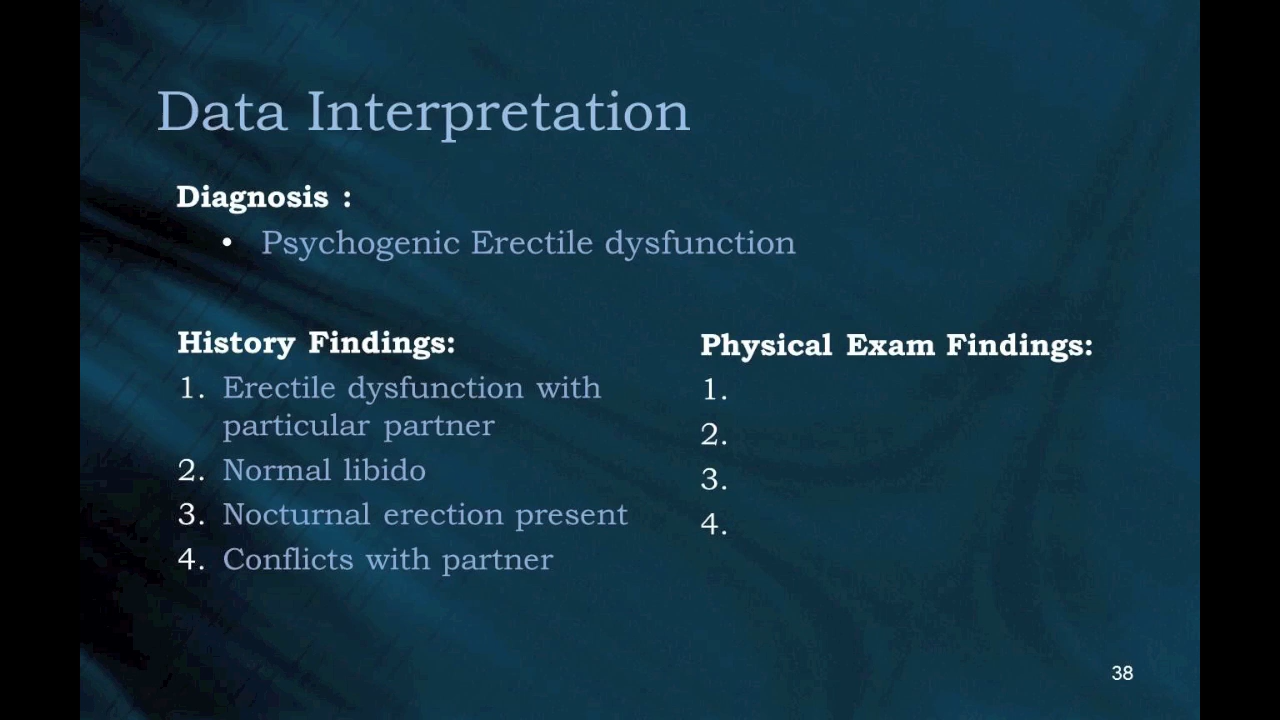 Data Interpretation
Diagnosis :
• Psychogenic Erectile dysfunction
History Findings:
1. Erectile dysfunction with
particular partner
2. Normal libido
3. Nocturnal erection present
4. Conflicts with partner
Physical Exam Findings:
1.
2.
3.
4.
38